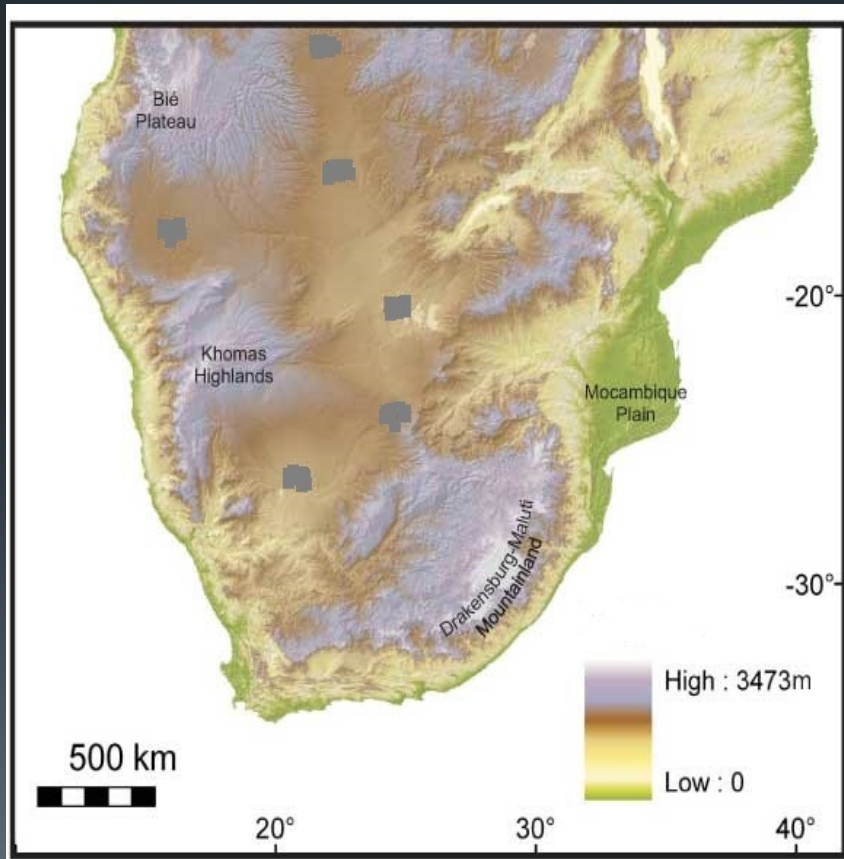 Bié
Plateau
Khomas
Highlands
-20°
Mocambique
Plain
Drakensburg-Maluti
Mountainland
-30°
High : 3473m
500 km
Low : 0
20°
30°
40°